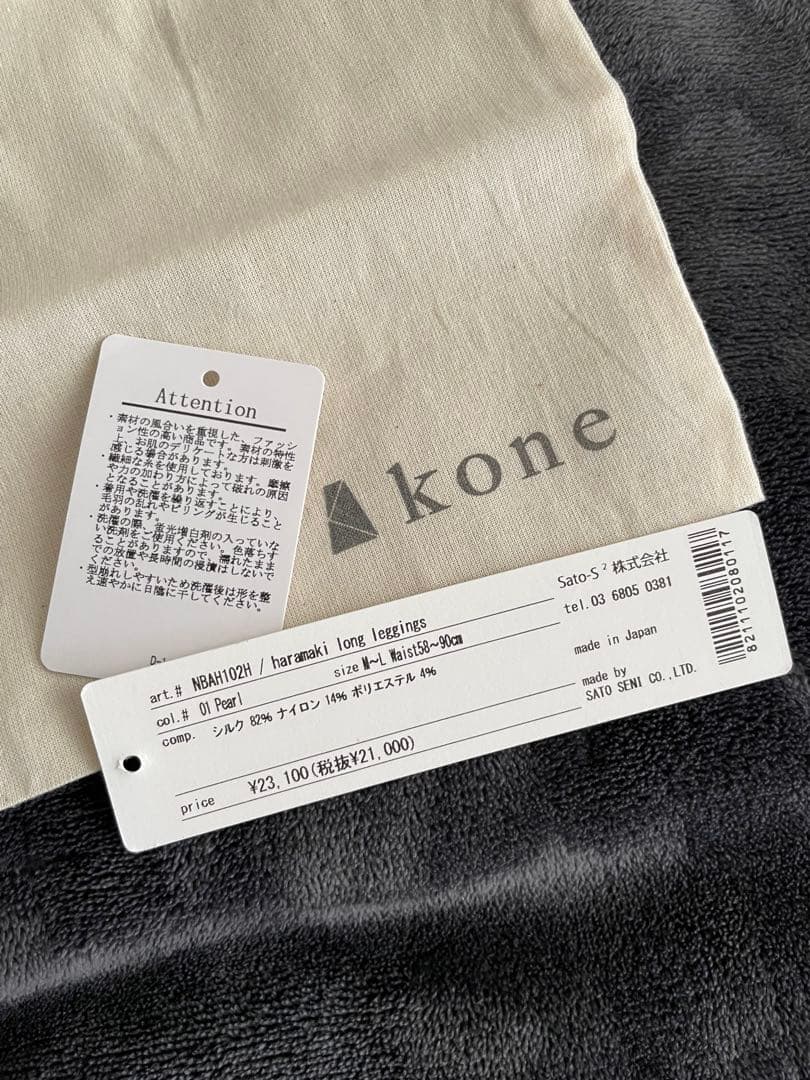 kone
Attention
・素材の風合いを重視した、ファッシ
ョン性の高い商品です。素材の特性
上、お肌のデリケートな方は刺激を
感じる場合があります。
・繊細な糸を使用しております。摩擦
や力の加わり方によって破れの原因
となることがあります。
・着用や洗濯を繰り返すことにより、
毛羽の乱れやピリングが生じること
があります。
・洗濯の際、蛍光増白剤の入っていな
い洗剤をご使用ください。色落ちす
ることがありますので、濡れたまま
での放置や長時間の浸漬はしないで
ください。
・型崩れしやすいため洗濯後は形を整
え速やかに日陰に干してください。
art.# NBAH102H / haramaki long leggings
col.# 01 Pearl
size M~L Waist58~90cm
comp. シルク 82% ナイロン 14% ポリエステル 4%
price ¥23,100(税抜¥21,000)
Sato-S² 株式会社
tel.03 6805 0381
made in Japan
made by
SATO SENI CO.,LTD.
8211102080117